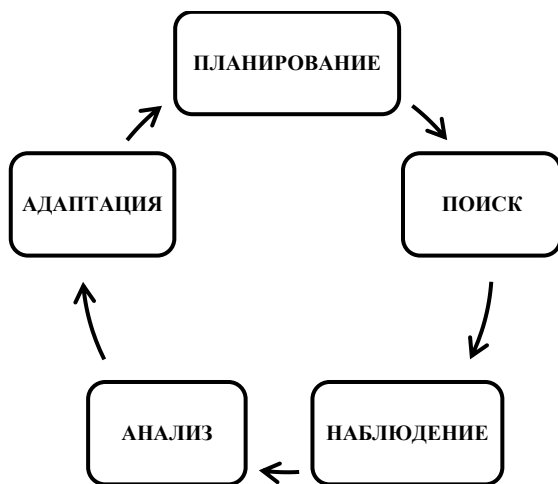 ПЛАНИРОВАНИЕ
ПОИСК
НАБЛЮДЕНИЕ
АНАЛИЗ
АДАПТАЦИЯ